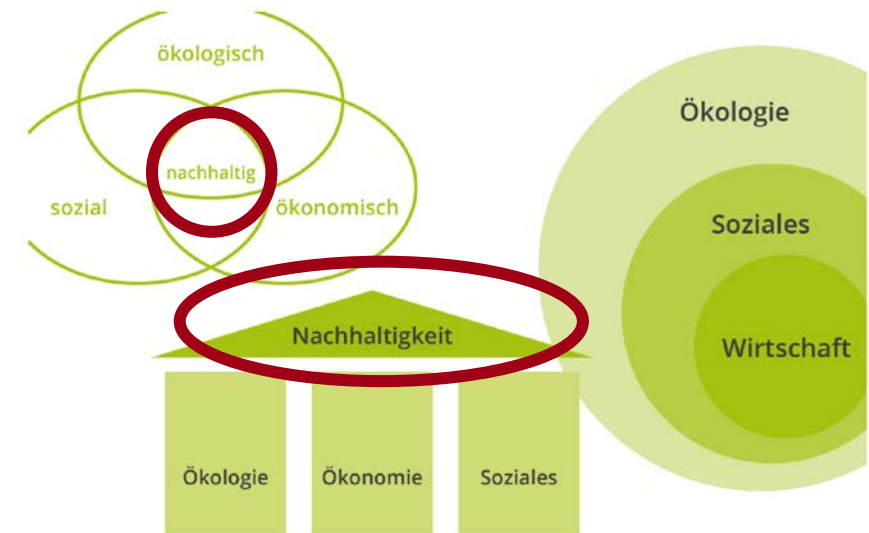 ökologisch
nachhaltig
sozial
ökonomisch
Nachhaltigkeit
Ökologie
Ökonomie
Soziales
Ökologie
Soziales
Wirtschaft